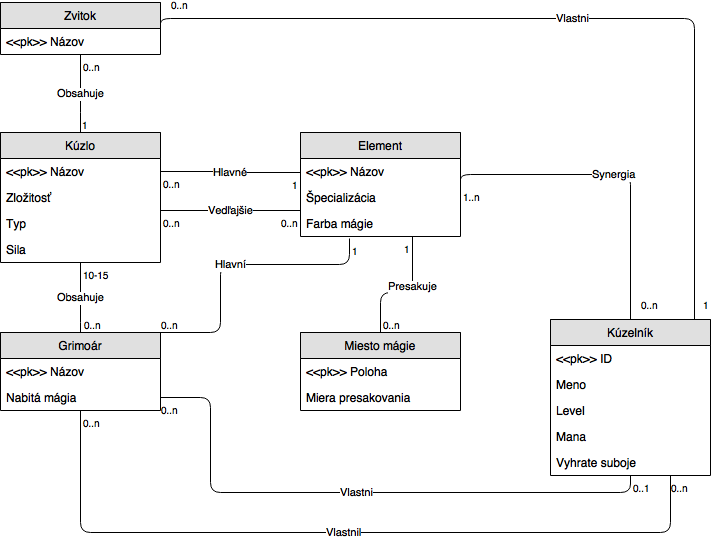 Zvitok
<<pk>> Názov
0..n
Vlastní
0..n
Obsahuje
1
Kúzlo
<<pk>> Názov
Zložitosť
Typ
Sila
Element
<<pk>> Názov
Špecializácia
Farba mágie
Hlavné
0..n
1
Vedľajšie
0..n
0..n
Synergia
1..n
0..n
1
10-15
Obsahuje
0..n
Hlavní
1
0..n
1
Presakuje
0..n
Grimoár
<<pk>> Názov
Nabitá mágia
Miesto mágie
<<pk>> Poloha
Miera presakovania
Kúzelník
<<pk>> ID
Meno
Level
Mana
Vyhrate suboje
0..n
0..n
Vlastni
0..1
0..n
Vlastnil